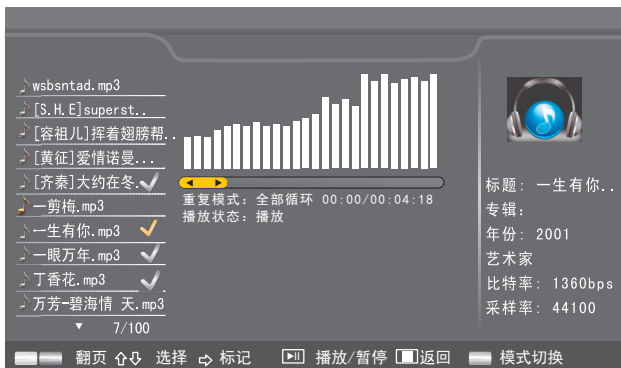 wsbsntad.mp3
[S.H.E]superst..
[容祖儿]挥着翅膀帮..
[黄征]爱情诺曼...
[齐秦]大约在冬.
一剪梅.mp3
一生有你.mp3
一眼万年.mp3
丁香花.mp3
万芳-碧海情 天.mp3
7/100
重复模式：全部循环 00:00/00:04:18
播放状态：播放
标题: 一生有你..
专辑:
年份: 2001
艺术家
比特率: 1360bps
采样率: 44100
翻页 选择 标记 播放/暂停 返回 模式切换